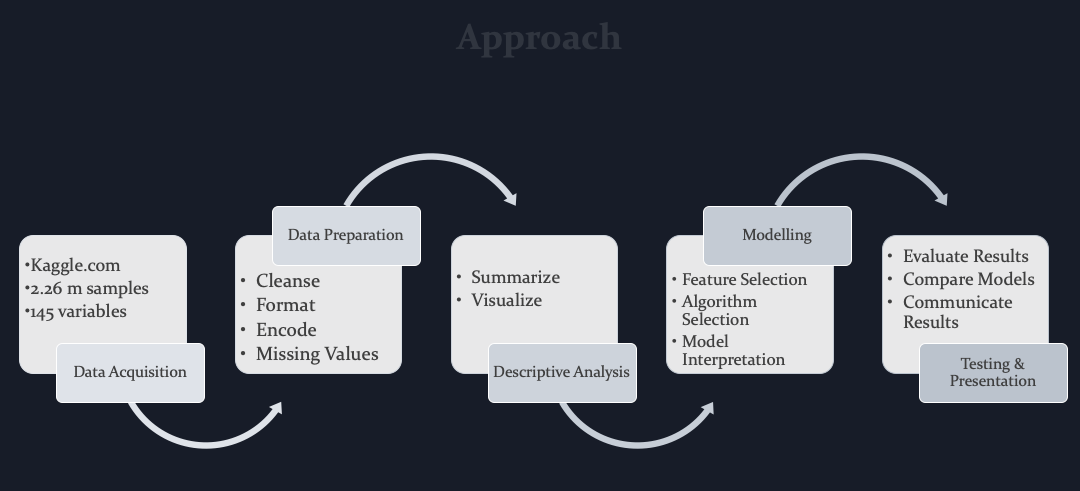 Approach
•Kaggle.com
•2.26 m samples
•145 variables
Data Acquisition
Data Preparation
• Cleanse
• Format
• Encode
• Missing Values
• Summarize
• Visualize
Descriptive Analysis
Modelling
• Feature Selection
• Algorithm
Selection
• Model
Interpretation
• Evaluate Results
• Compare Models
• Communicate
Results
Testing &
Presentation